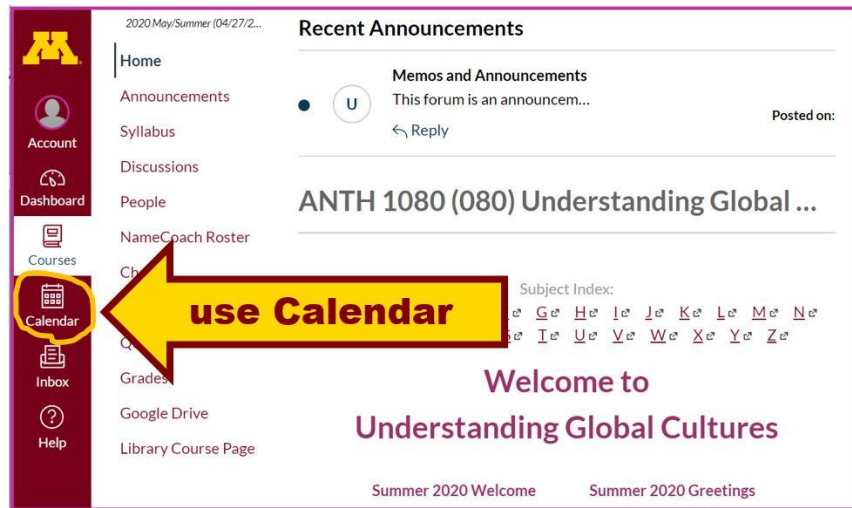 M
Account
Dashboard
Courses
Calendar
Inbox
Help
2020 May/Summer (04/27/2...
Home
Announcements
Syllabus
Discussions
People
NameCoach Roster
Grades
Google Drive
Library Course Page
use Calendar
Recent Announcements
U
Memos and Announcements
This forum is an announcem...
Reply
Posted on:
ANTH 1080 (080) Understanding Global ...
Subject Index:
G H I J K L M N
T U V W X Y Z
Welcome to
Understanding Global Cultures
Summer 2020 Welcome Summer 2020 Greetings